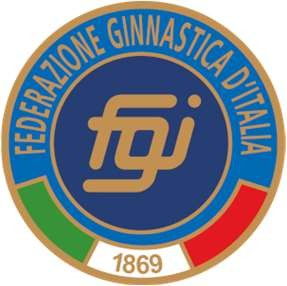 FEDERAZIONE GINNASTICA D'ITALIA
fgi
1869